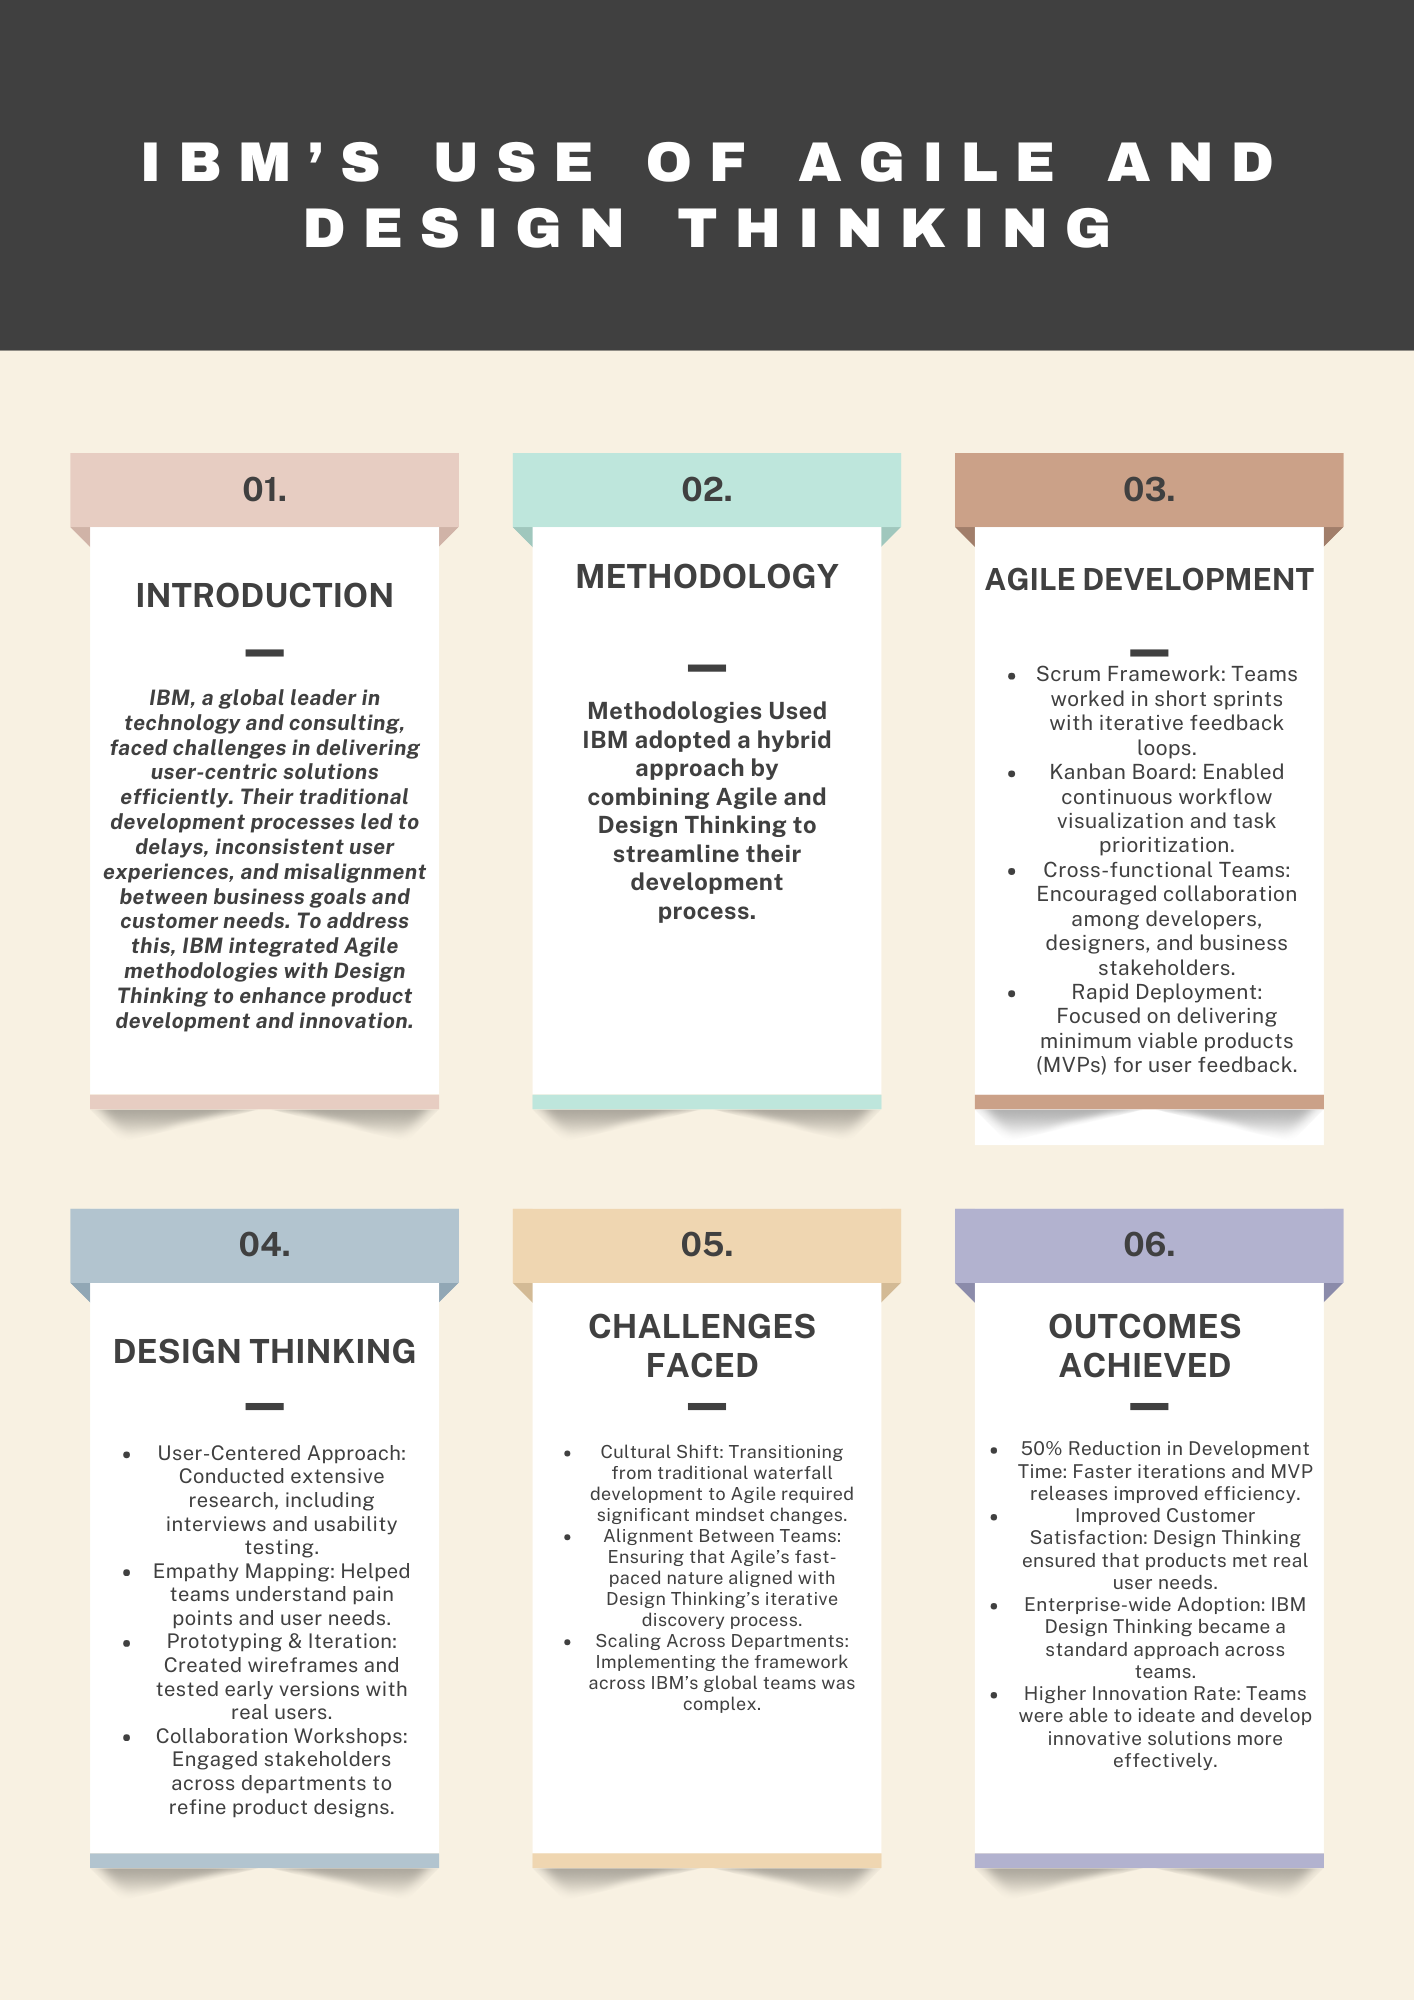 IBM’S USE OF AGILE AND
DESIGN THINKING
01.
INTRODUCTION
IBM, a global leader in
technology and consulting,
faced challenges in delivering
user-centric solutions
efficiently. Their traditional
development processes led to
delays, inconsistent user
experiences, and misalignment
between business goals and
customer needs. To address
this, IBM integrated Agile
methodologies with Design
Thinking to enhance product
development and innovation.
02.
METHODOLOGY
Methodologies Used
IBM adopted a hybrid
approach by
combining Agile and
Design Thinking to
streamline their
development
process.
03.
AGILE DEVELOPMENT
• Scrum Framework: Teams
worked in short sprints
with iterative feedback
loops.
• Kanban Board: Enabled
continuous workflow
visualization and task
prioritization.
• Cross-functional Teams:
Encouraged collaboration
among developers,
designers, and business
stakeholders.
• Rapid Deployment:
Focused on delivering
minimum viable products
(MVPs) for user feedback.
04.
DESIGN THINKING
• User-Centered Approach:
Conducted extensive
research, including
interviews and usability
testing.
• Empathy Mapping: Helped
teams understand pain
points and user needs.
• Prototyping & Iteration:
Created wireframes and
tested early versions with
real users.
• Collaboration Workshops:
Engaged stakeholders
across departments to
refine product designs.
05.
CHALLENGES
FACED
• Cultural Shift: Transitioning
from traditional waterfall
development to Agile required
significant mindset changes.
• Alignment Between Teams:
Ensuring that Agile’s fast-
paced nature aligned with
Design Thinking’s iterative
discovery process.
• Scaling Across Departments:
Implementing the framework
across IBM’s global teams was
complex.
06.
OUTCOMES
ACHIEVED
• 50% Reduction in Development
Time: Faster iterations and MVP
releases improved efficiency.
• Improved Customer
Satisfaction: Design Thinking
ensured that products met real
user needs.
• Enterprise-wide Adoption: IBM
Design Thinking became a
standard approach across
teams.
• Higher Innovation Rate: Teams
were able to ideate and develop
innovative solutions more
effectively.